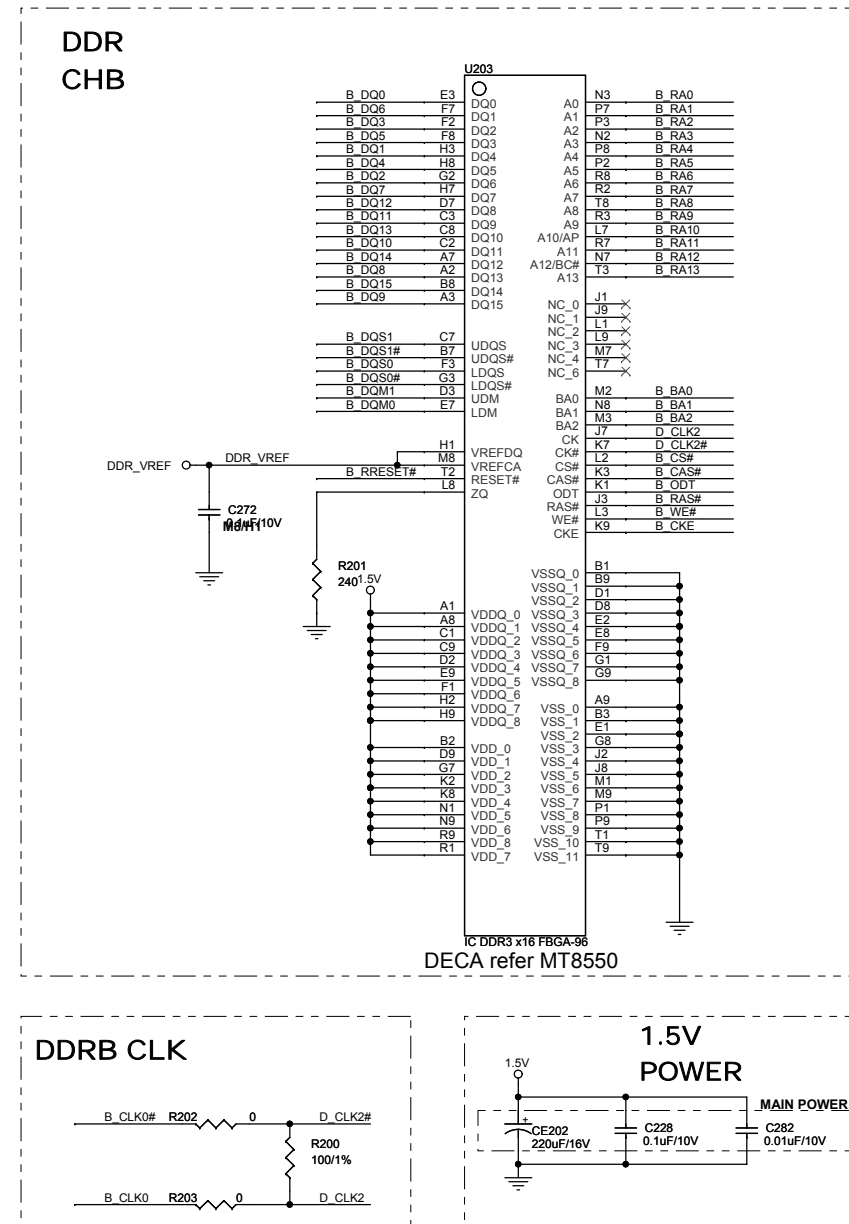 DDR
CHB
U203
B_DQ0 E3 DQ0
B_DQ6 F7 DQ1
B_DQ3 F2 DQ2
B_DQ5 F8 DQ3
B_DQ1 H3 DQ4
B_DQ4 H8 DQ5
B_DQ2 G2 DQ6
B_DQ7 H7 DQ7
B_DQ12 D7 DQ8
B_DQ11 C3 DQ9
B_DQ13 C8 DQ10
B_DQ10 C2 DQ11
B_DQ14 A7 DQ12
B_DQ8 A2 DQ13
B_DQ15 B8 DQ14
B_DQ9 A3 DQ15
B_DQS1 C7 UDQS
B_DQS1# B7 UDQS#
B_DQS0 F3 LDQS
B_DQS0# G3 LDQS#
B_DQM1 D3 UDM
B_DQM0 E7 LDM
H1 VREFDQ
DDR_VREF DDR_VREF M8 VREFCA
B_RRESET# T2 RESET#
L8 ZQ
C272
0.1uF/10V
M8/H1
R201
240
1.5V
A1 VDDQ_0
A8 VDDQ_1
C1 VDDQ_2
C9 VDDQ_3
D2 VDDQ_4
E9 VDDQ_5
F1 VDDQ_6
H2 VDDQ_7
H9 VDDQ_8
B2 VDD_0
D9 VDD_1
G7 VDD_2
K2 VDD_3
K8 VDD_4
N1 VDD_5
N9 VDD_6
R9 VDD_8
R1 VDD_7
A0 N3 B_RA0
A1 P7 B_RA1
A2 P3 B_RA2
A3 N2 B_RA3
A4 P8 B_RA4
A5 P2 B_RA5
A6 R8 B_RA6
A7 R2 B_RA7
A8 T8 B_RA8
A9 R3 B_RA9
A10/AP L7 B_RA10
A11 R7 B_RA11
A12/BC# N7 B_RA12
A13 T3 B_RA13
NC_0 J1
NC_1 J9
NC_2 L1
NC_3 L9
NC_4 M7
NC_6 T7
BA0 M2 B_BA0
BA1 N8 B_BA1
BA2 M3 B_BA2
CK J7 D_CLK2
CK# K7 D_CLK2#
CS# L2 B_CS#
CAS# K3 B_CAS#
ODT K1 B_ODT
RAS# J3 B_RAS#
WE# L3 B_WE#
CKE K9 B_CKE
VSSQ_0 B1
VSSQ_1 B9
VSSQ_2 D1
VSSQ_3 D8
VSSQ_4 E2
VSSQ_5 E8
VSSQ_6 F9
VSSQ_7 G1
VSSQ_8 G9
VSS_0 A9
VSS_1 B3
VSS_2 E1
VSS_3 G8
VSS_4 J2
VSS_5 J8
VSS_6 M1
VSS_7 M9
VSS_8 P1
VSS_9 P9
VSS_10 T1
VSS_11 T9
IC DDR3 x16 FBGA-96
DECA refer MT8550
DDRB CLK
B_CLK0# R202 0 D_CLK2#
R200
100/1%
B_CLK0 R203 0 D_CLK2
1.5V
POWER
1.5V
MAIN POWER
+
CE202
220uF/16V
C228
0.1uF/10V
C282
0.01uF/10V